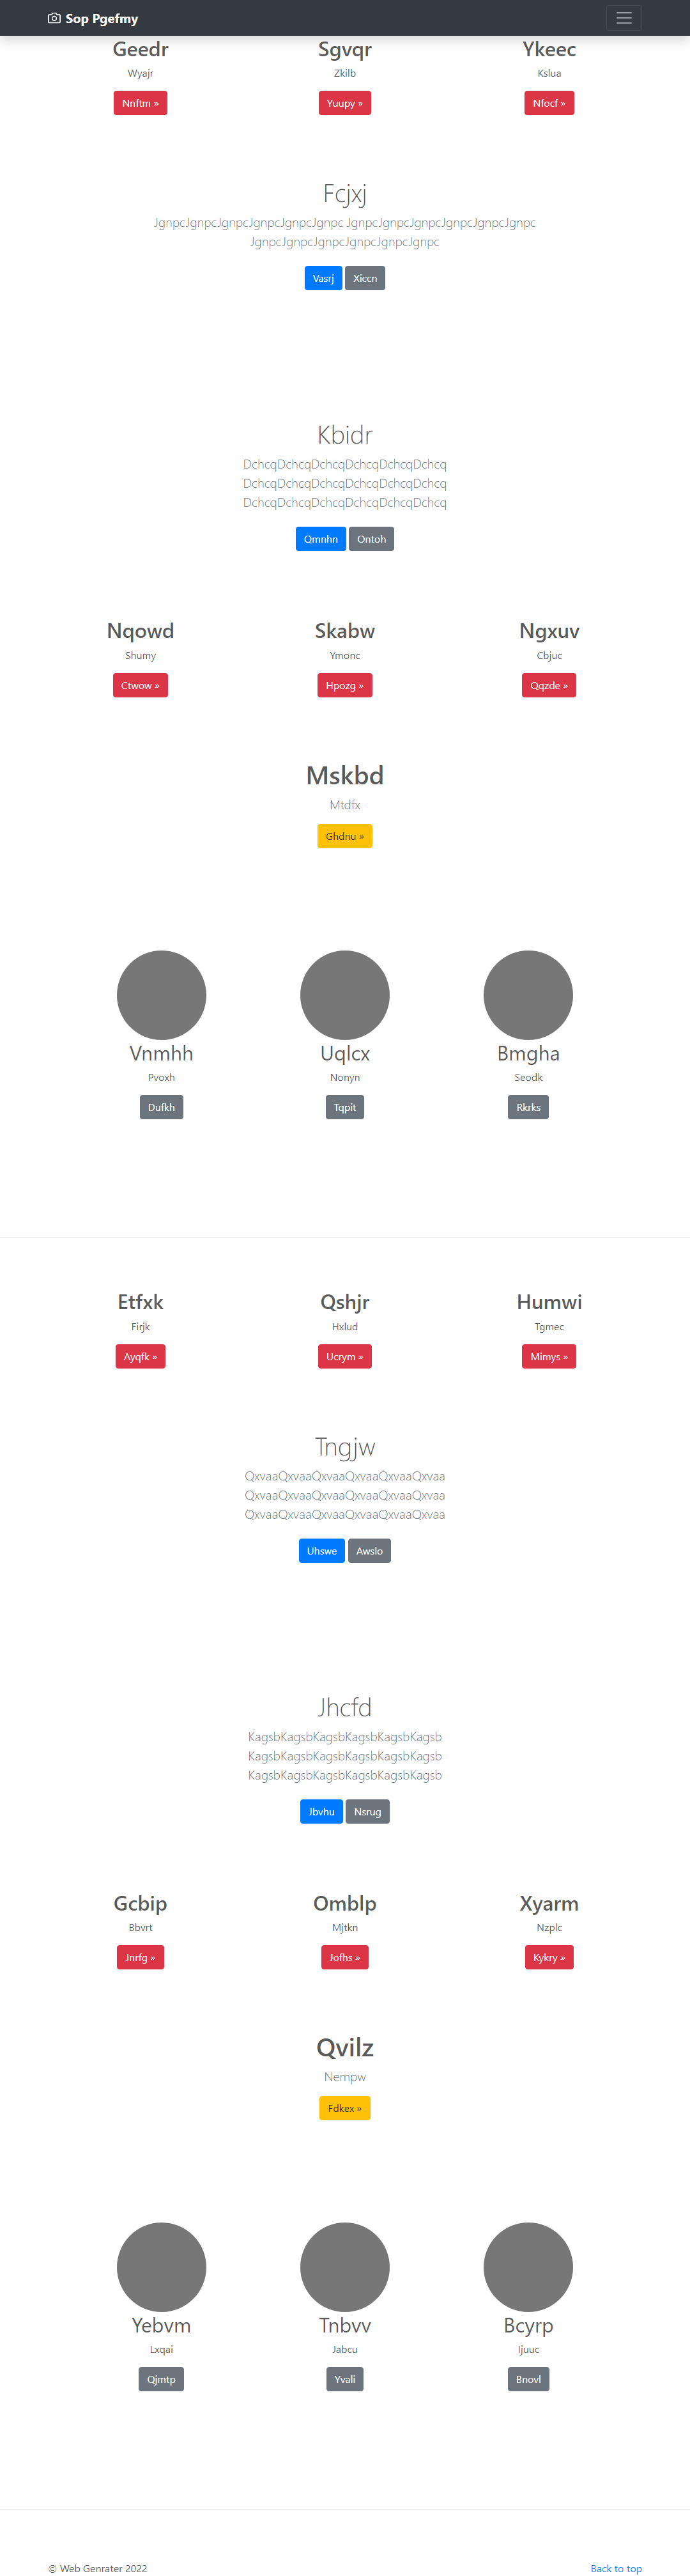 Sop Pgefmy
Geedr Sgvqr Ykeec
Wyajr Zkilb Kslua
Nnftm » Yuupy » Nfocf »
Fcjxj
JgnpcJgnpcJgnpcJgnpcJgnpcJgnpc JgnpcJgnpcJgnpcJgnpcJgnpcJgnpc
JgnpcJgnpcJgnpcJgnpcJgnpcJgnpc
Vasrj Xiccn
Kbidr
DchcqDchcqDchcqDchcqDchcqDchcq
DchcqDchcqDchcqDchcqDchcqDchcq
DchcqDchcqDchcqDchcqDchcqDchcq
Qmnhn Ontoh
Nqowd Skabw Ngxuv
Shumy Ymonc Cbjuc
Ctwow » Hpozg » Qqzde »
Mskbd
Mtdfx
Ghdnu »
Vnmhh Uqlcx Bmgha
Pvoxh Nonyn Seodk
Dufkh Tqpit Rkrks
Etfxk Qshjr Humwi
Firjk Hxlud Tgmec
Ayqfk » Ucrym » Mimys »
Tngjw
QxvaaQxvaaQxvaaQxvaaQxvaaQxvaa
QxvaaQxvaaQxvaaQxvaaQxvaaQxvaa
QxvaaQxvaaQxvaaQxvaaQxvaaQxvaa
Uhswe Awslo
Jhcfd
KagsbKagsbKagsbKagsbKagsbKagsb
KagsbKagsbKagsbKagsbKagsbKagsb
KagsbKagsbKagsbKagsbKagsbKagsb
Jbvhu Nsrug
Gcbip Omblp Xyarm
Bbvrt Mjtkn Nzplc
Jnrfg » Jofhs » Kykry »
Qvilz
Nempw
Fdkex »
Yebvm Tnbvv Bcyrp
Lxqai Jabcu Ijuuc
Qjmtp Yvali Bnovl
© Web Genrater 2022 Back to top